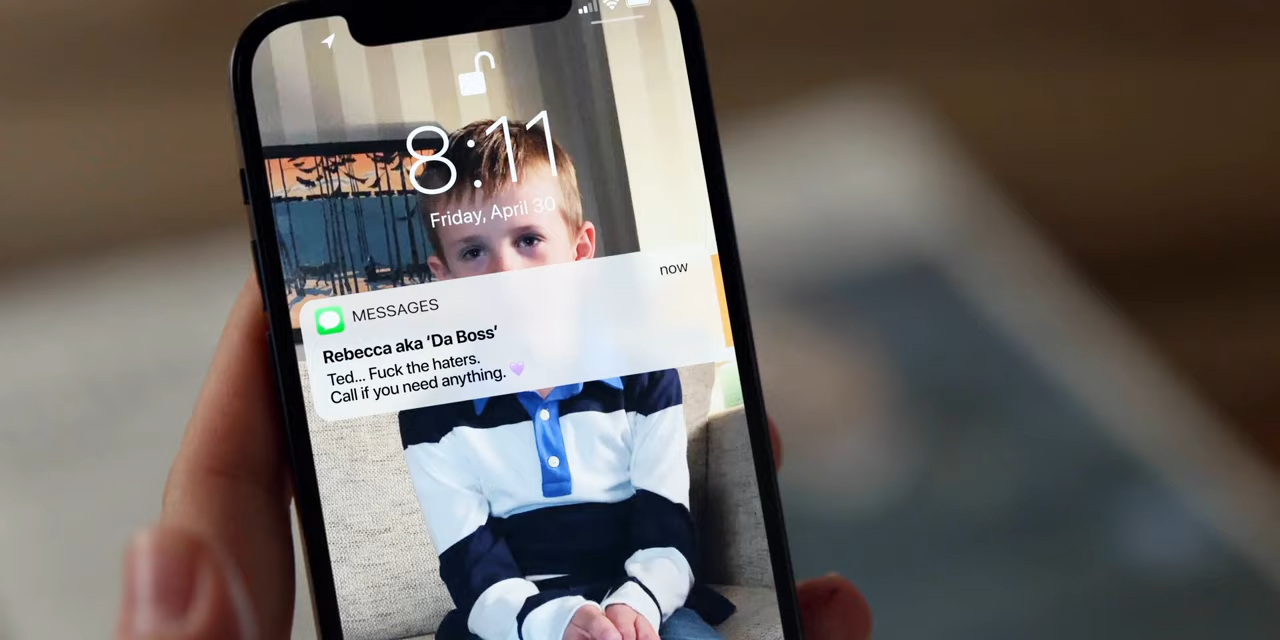 8:11
Friday, April 30
MESSAGES
now
Rebecca aka ‘Da Boss’
Ted... Fuck the haters.
Call if you need anything. 💜